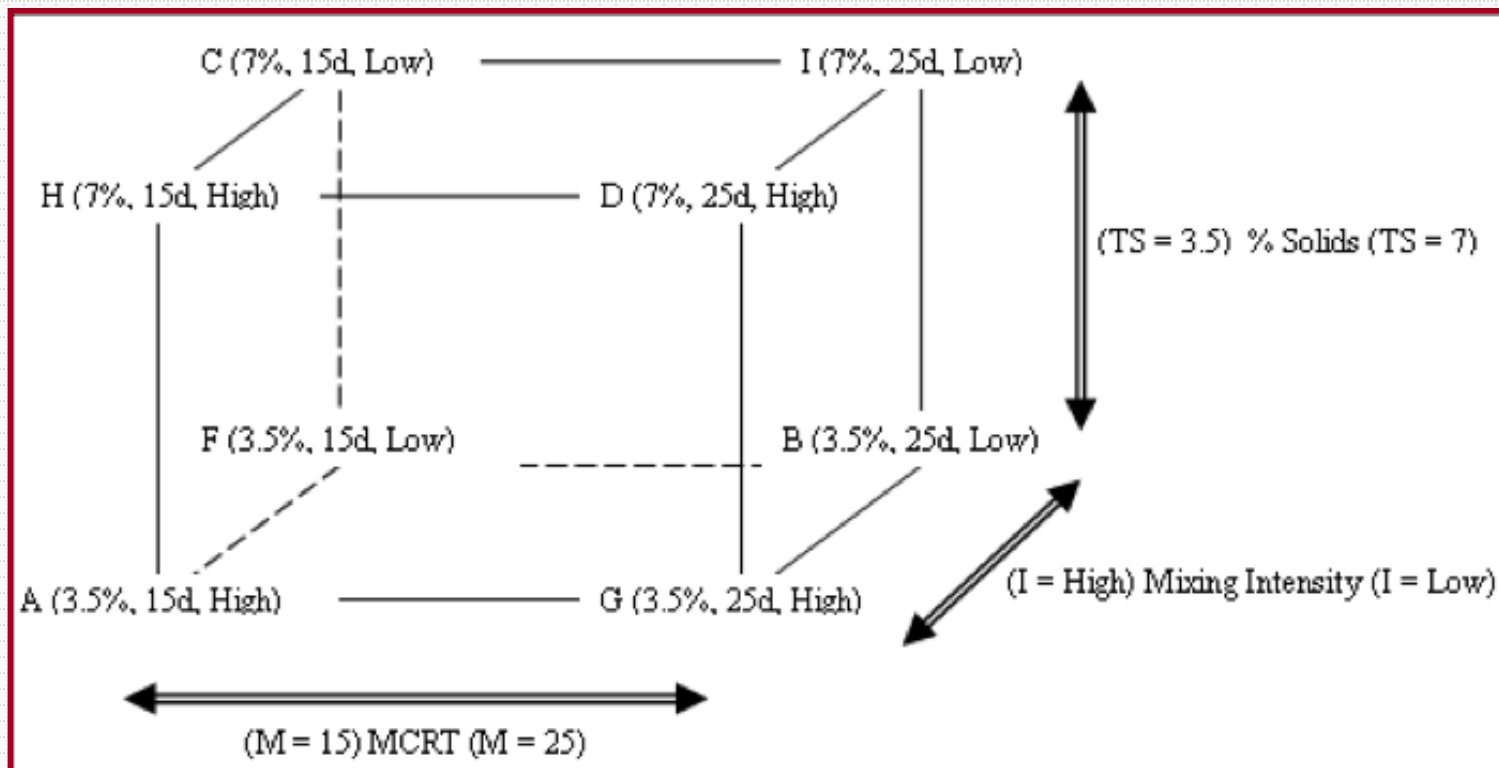 C (7%, 15d, Low) I (7%, 25d, Low)
H (7%, 15d, High) D (7%, 25d, High)
(TS = 3.5) % Solids (TS = 7)
F (3.5%, 15d, Low) B (3.5%, 25d, Low)
(I = High) Mixing Intensity (I = Low)
A (3.5%, 15d, High) G (3.5%, 25d, High)
(M = 15) MCRT (M = 25)